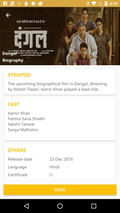 दंगल
Dangal
Biography
SYNOPSIS
The upcoming biographical film is Dangal, directing
by Nitesh Tiwari. Aamir Khan played a lead role.
CAST
Aamir Khan
Fatima Sana Shaikh
Sakshi Tanwar
Sanya Malhotra
OTHERS
Release date 23 Dec 2016
Language Hindi
Certificate U
BOOK